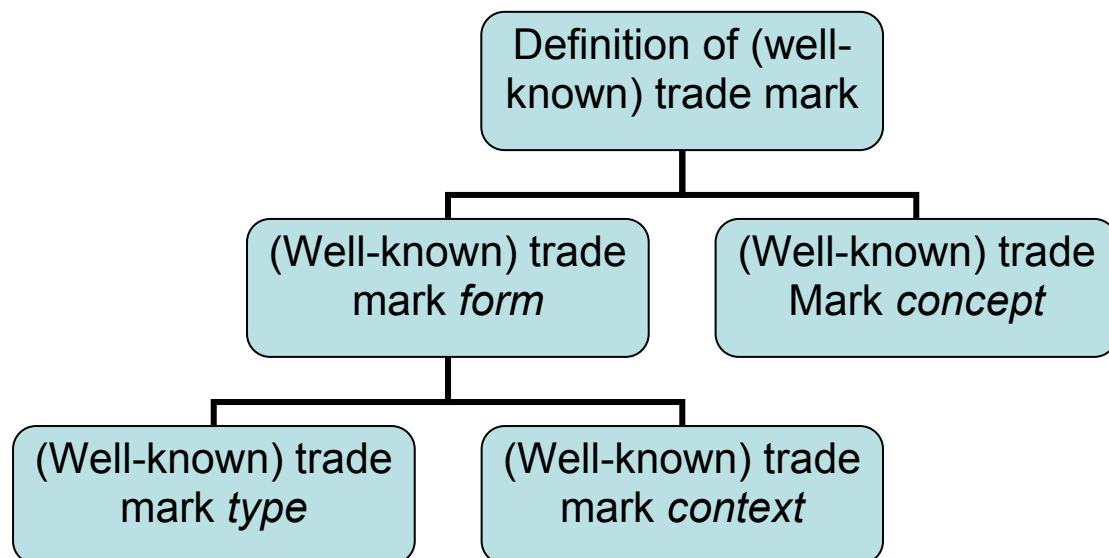 Definition of (well-
known) trade mark
(Well-known) trade
mark form
(Well-known) trade
Mark concept
(Well-known) trade
mark type
(Well-known) trade
mark context